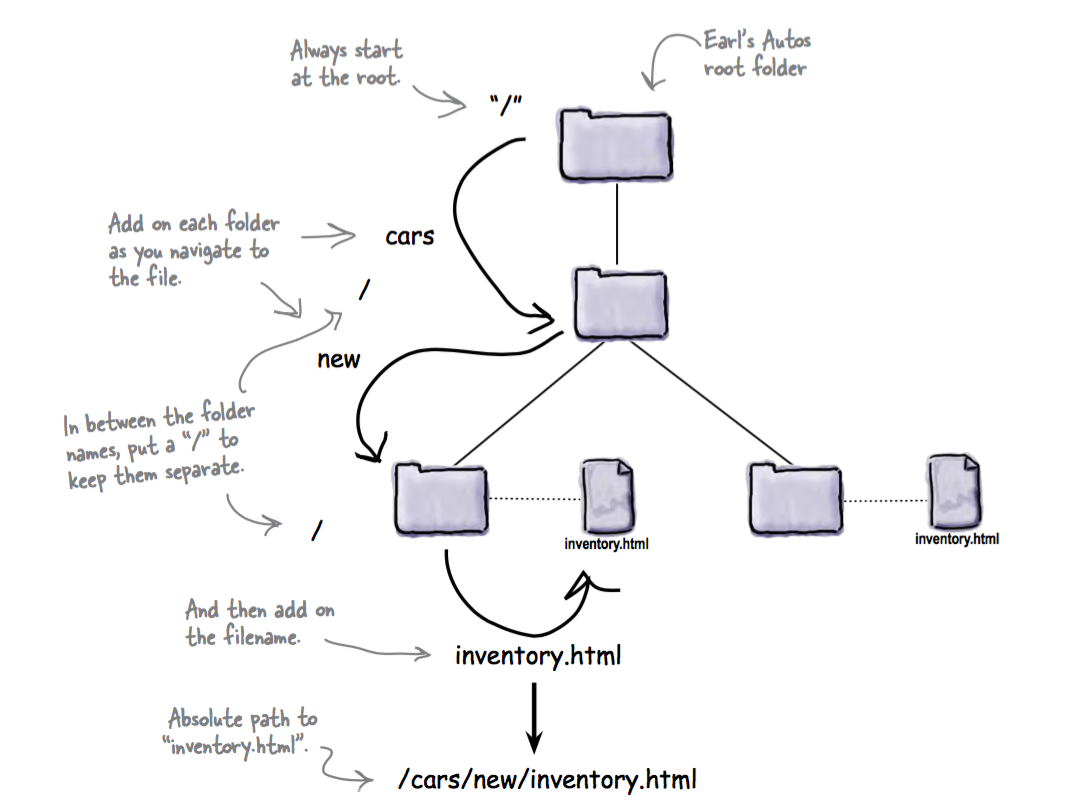 Always start
at the root.
Earl's Autos
root folder
"/"
Add on each folder
as you navigate to
the file.
cars
/
new
In between the folder
names, put a "/" to
keep them separate.
/
inventory.html
inventory.html
And then add on
the filename.
inventory.html
Absolute path to
"inventory.html".
/cars/new/inventory.html